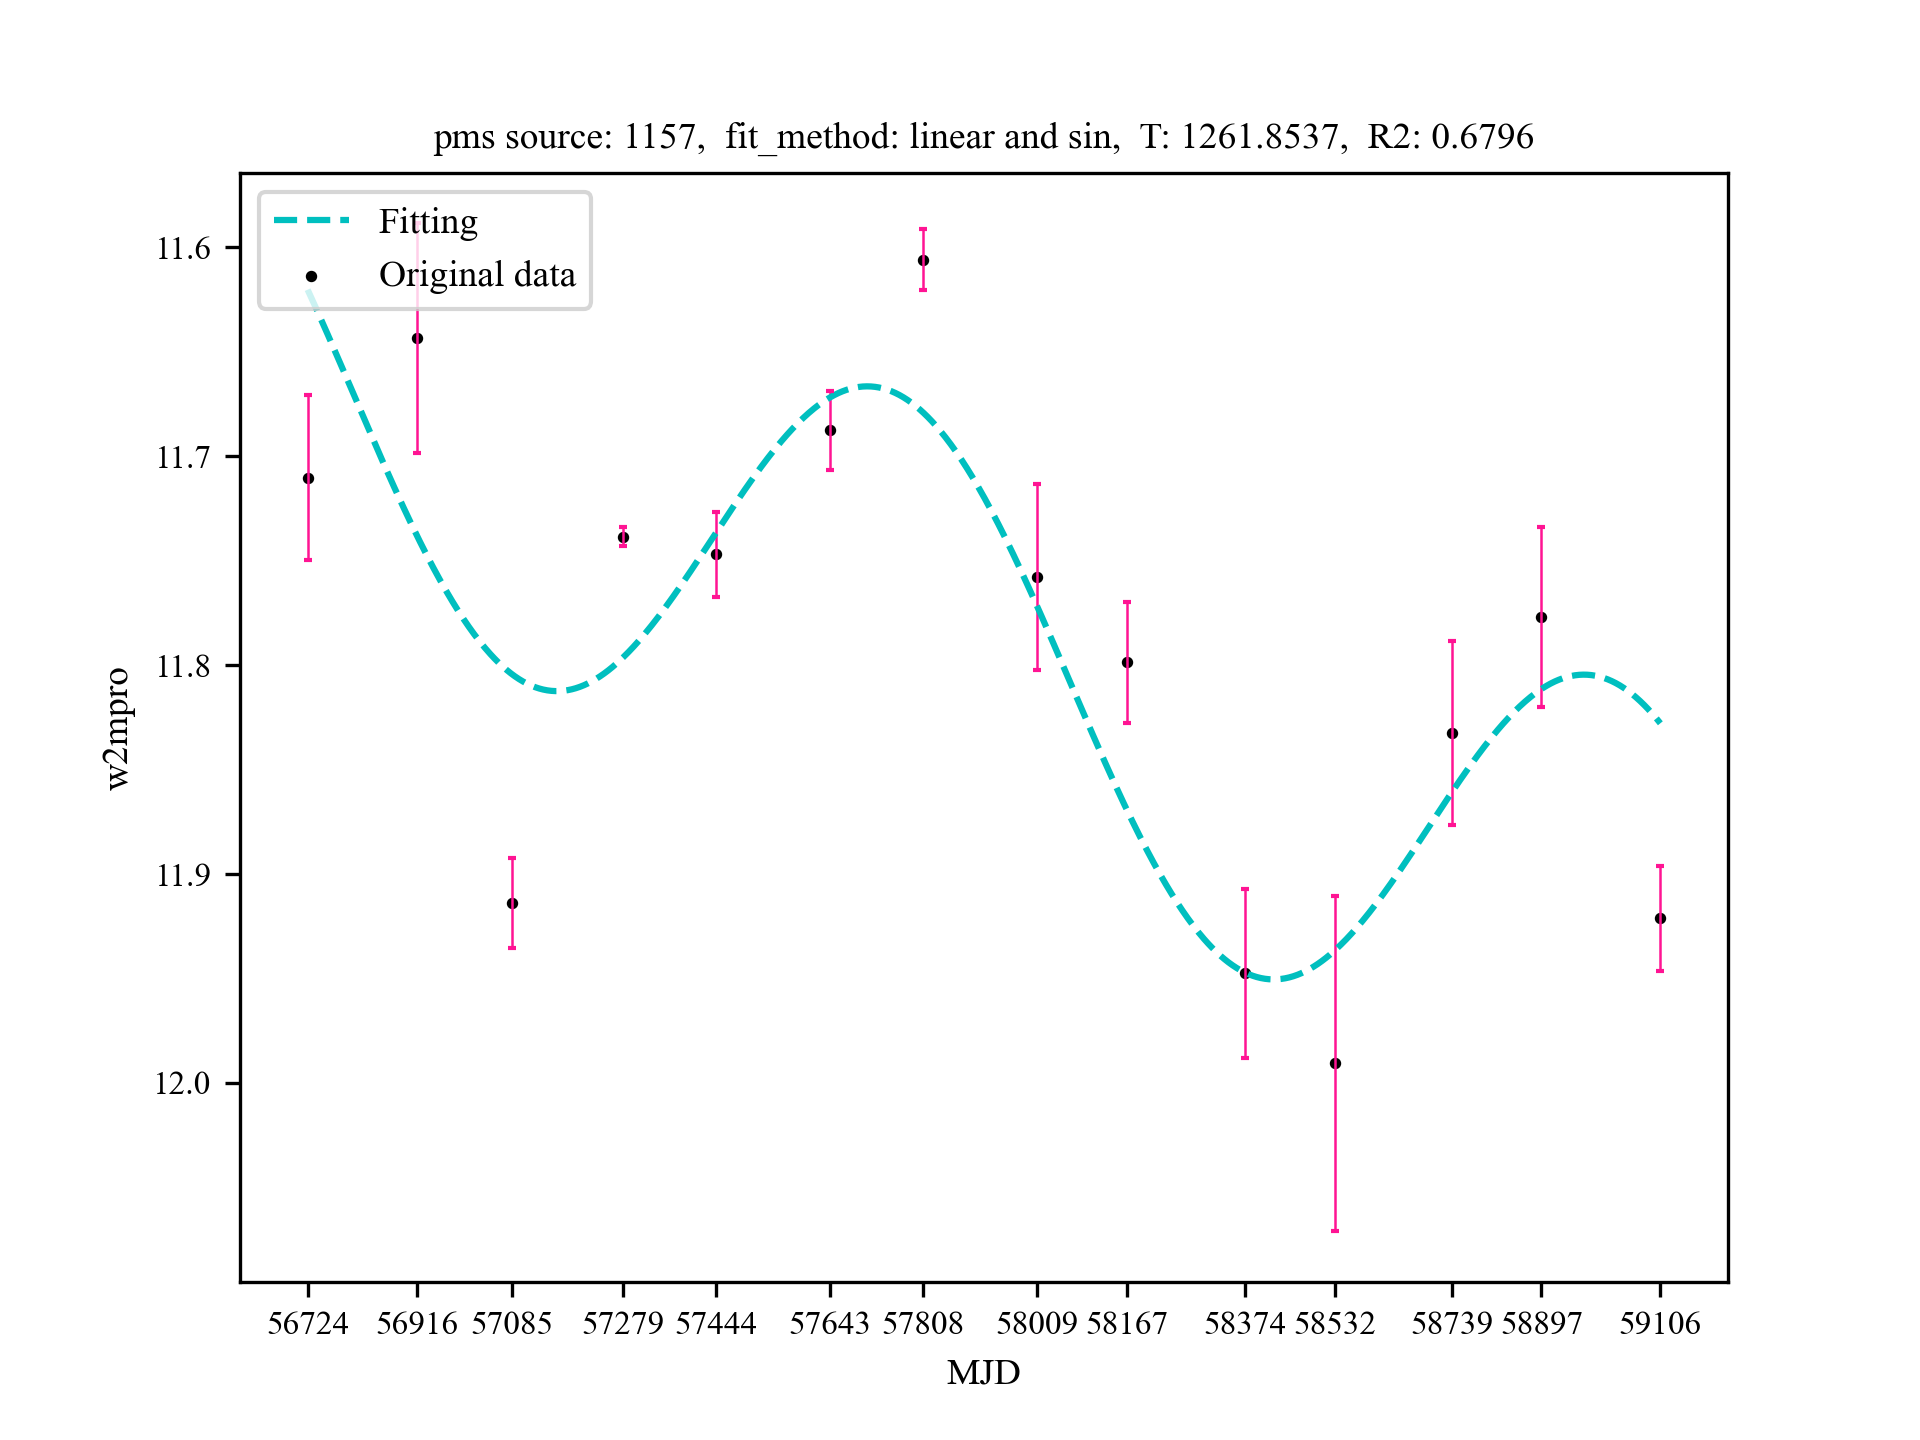 pms source: 1157, fit_method: linear and sin, T: 1261.8537, R2: 0.6796
Fitting
Original data
11.6
11.7
11.8
11.9
12.0
w2mpro
56724 56916 57085 57279 57444 57643 57808 58009 58167 58374 58532 58739 58897 59106
MJD